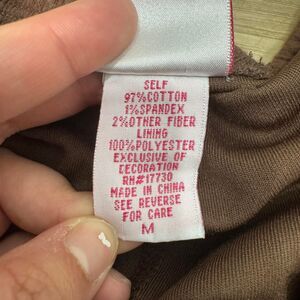 SELF
97%COTTON
1%SPANDEX
2%OTHER FIBER
LINING
100%POLYESTER
EXCLUSIVE OF
DECORATION
RN#17730
MADE IN CHINA
SEE REVERSE
FOR CARE
M